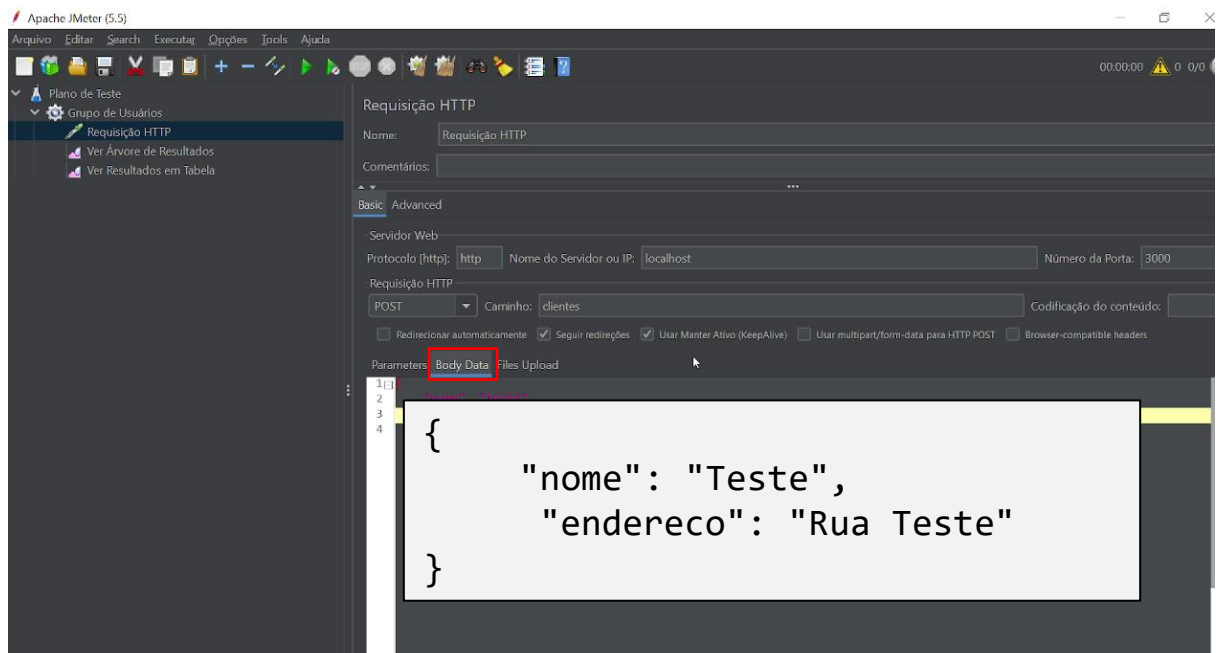 Apache JMeter (5.5)
Arquivo Editar Search Executar Opções Tools Ajuda
00:00:00 0 0/0
Plano de Teste
Grupo de Usuários
Requisição HTTP
Ver Árvore de Resultados
Ver Resultados em Tabela
Requisição HTTP
Nome: Requisição HTTP
Comentários:
Basic Advanced
Servidor Web
Protocolo [http]: http Nome do Servidor ou IP: localhost Número da Porta: 3000
Requisição HTTP
POST Caminho: clientes Codificação do conteúdo:
Redirecionar automaticamente Seguir redireções Usar Manter Ativo (KeepAlive) Usar multipart/form-data para HTTP POST Browser-compatible headers
Parameters Body Data Files Upload
1
2
3
4
{
"nome": "Teste",
"endereco": "Rua Teste"
}